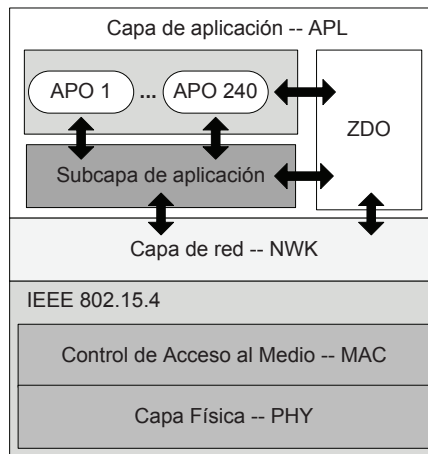 Capa de aplicación -- APL
APO 1 ... APO 240
ZDO
Subcapa de aplicación
Capa de red -- NWK
IEEE 802.15.4
Control de Acceso al Medio -- MAC
Capa Física -- PHY